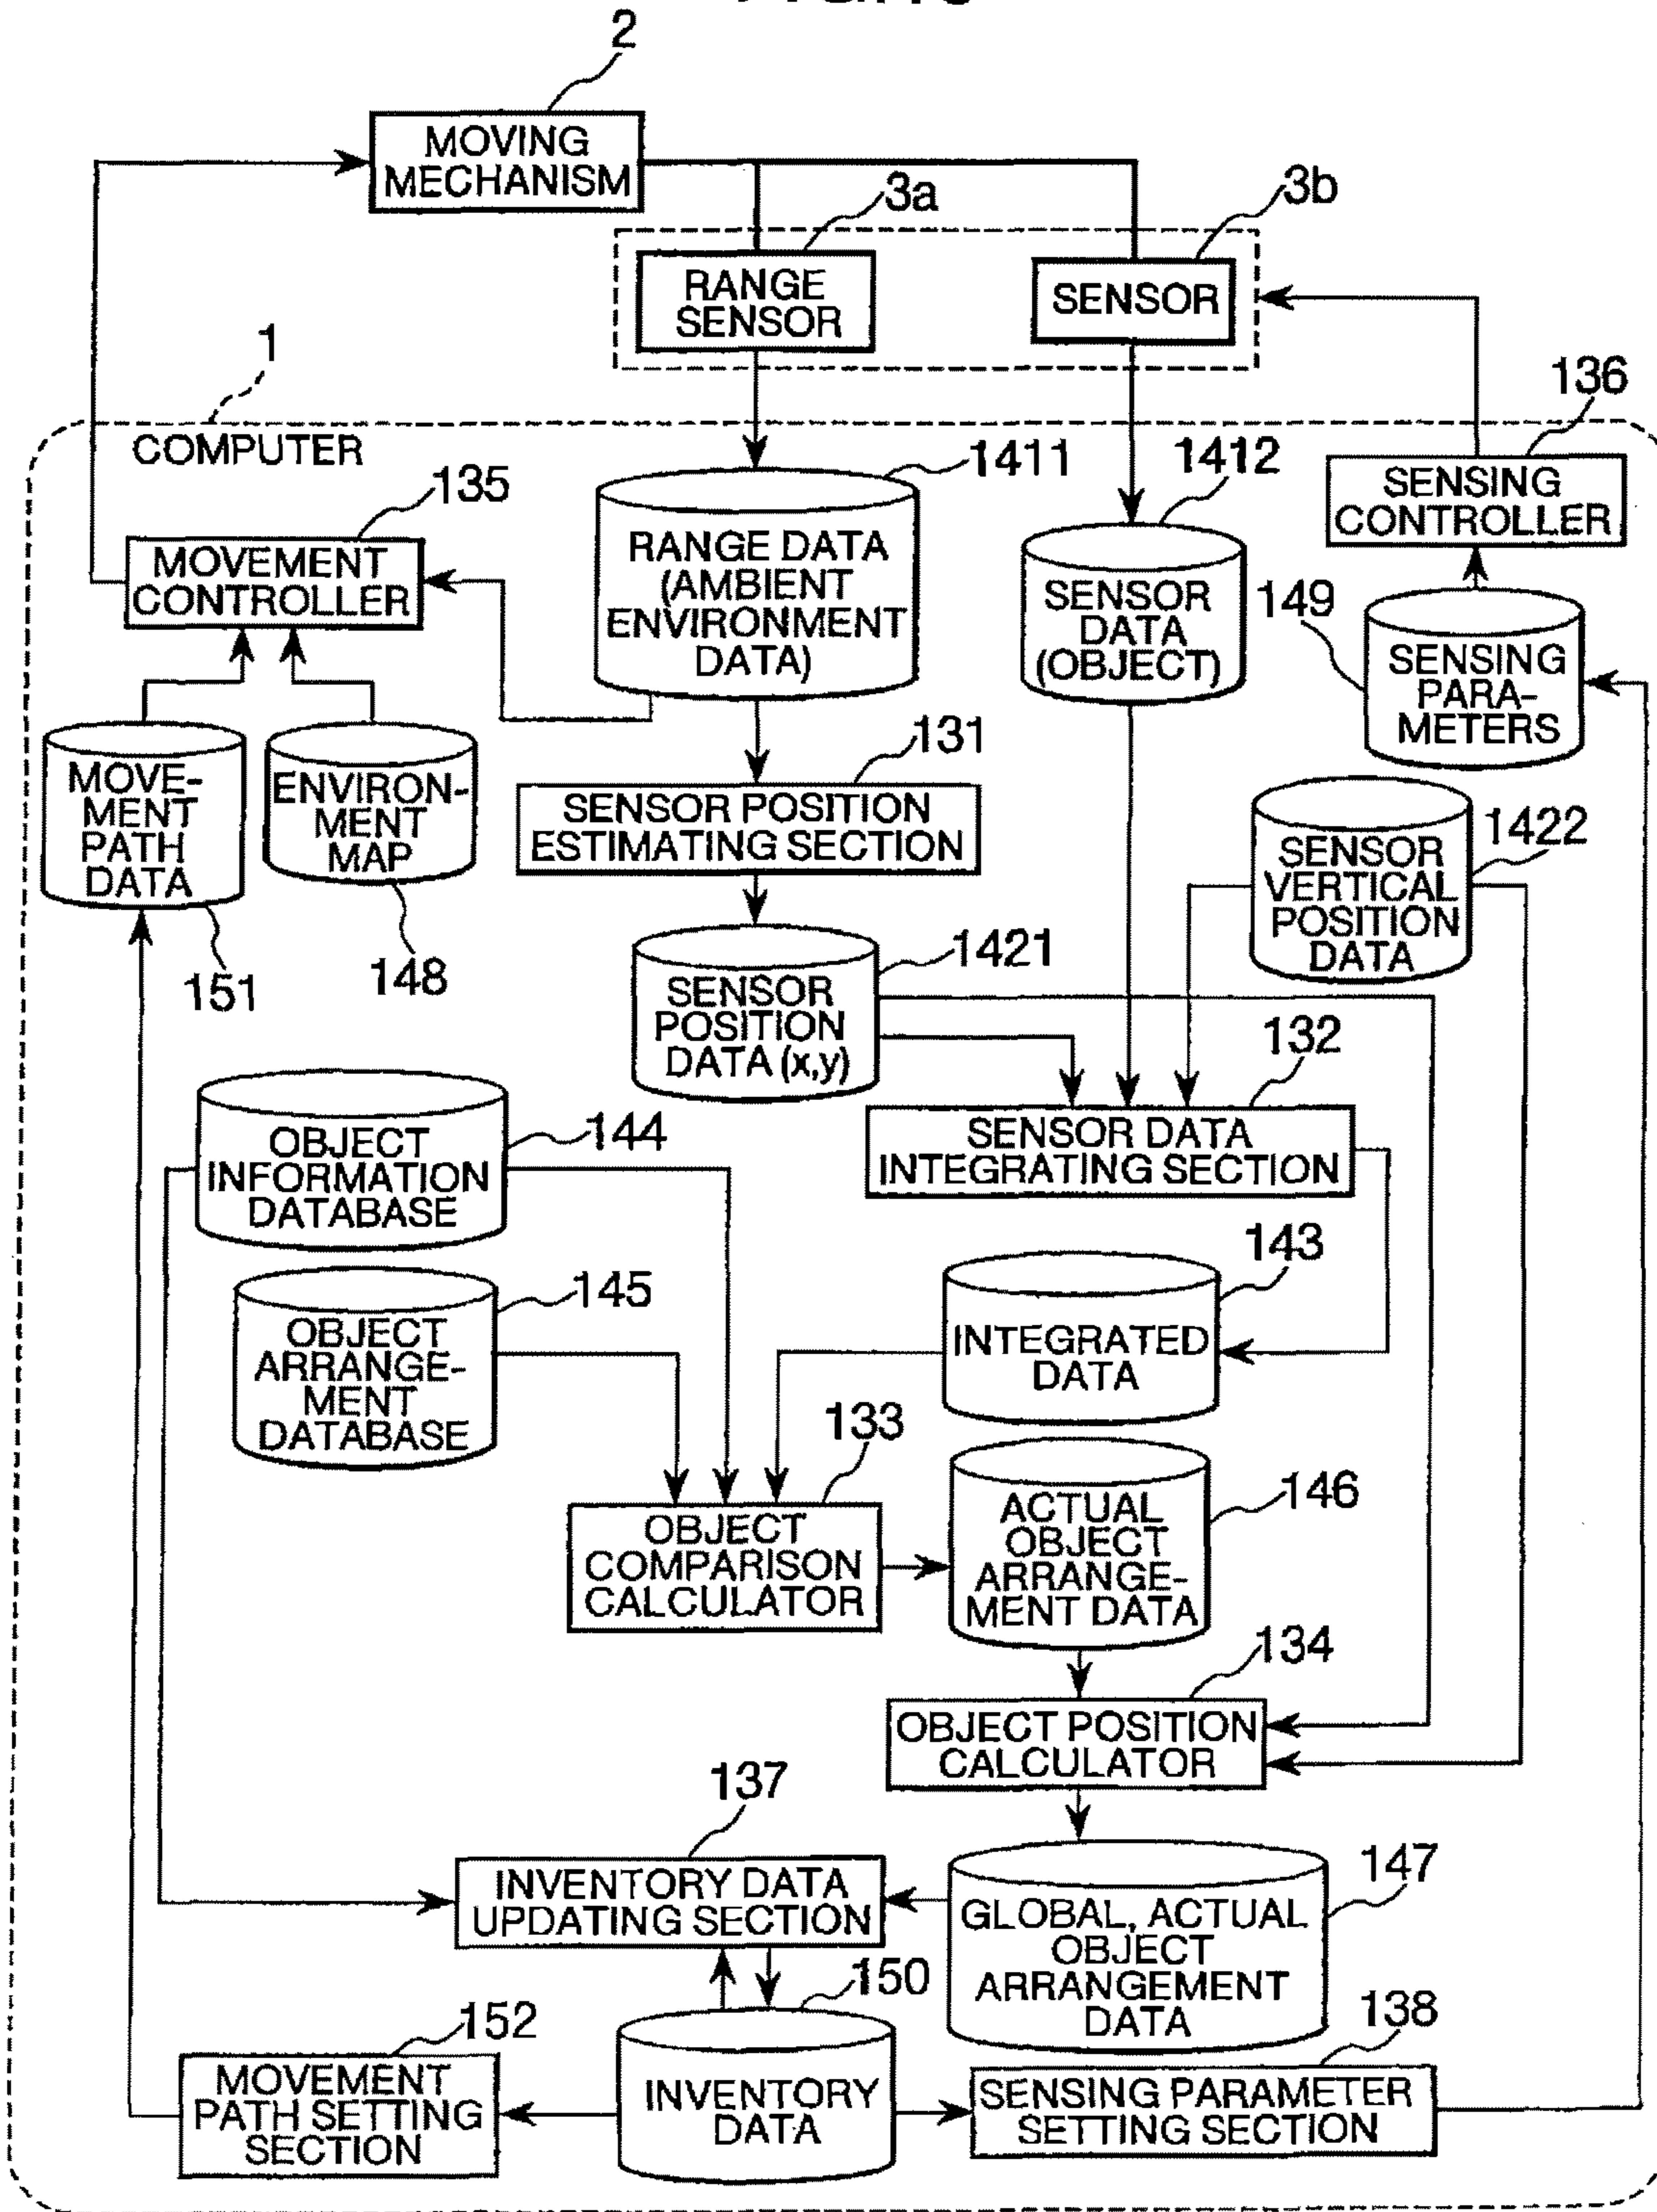 2
MOVING
MECHANISM
3a
3b
RANGE
SENSOR
SENSOR
1
136
COMPUTER
1411
1412
135
SENSING
CONTROLLER
MOVEMENT
CONTROLLER
RANGE DATA
(AMBIENT
ENVIRONMENT
DATA)
SENSOR
DATA
(OBJECT)
149
SENSING
PARA-
METERS
131
MOVE-
MENT
PATH
DATA
ENVIRON-
MENT
MAP
SENSOR POSITION
ESTIMATING SECTION
1422
SENSOR
VERTICAL
POSITION
DATA
151
148
1421
SENSOR
POSITION
DATA (x,y)
132
144
OBJECT
INFORMATION
DATABASE
SENSOR DATA
INTEGRATING SECTION
143
145
OBJECT
ARRANGE-
MENT
DATABASE
INTEGRATED
DATA
133
146
OBJECT
COMPARISON
CALCULATOR
ACTUAL
OBJECT
ARRANGE-
MENT DATA
134
OBJECT POSITION
CALCULATOR
137
147
INVENTORY DATA
UPDATING SECTION
GLOBAL, ACTUAL
OBJECT
ARRANGEMENT
DATA
150
152
138
MOVEMENT
PATH SETTING
SECTION
INVENTORY
DATA
SENSING PARAMETER
SETTING SECTION